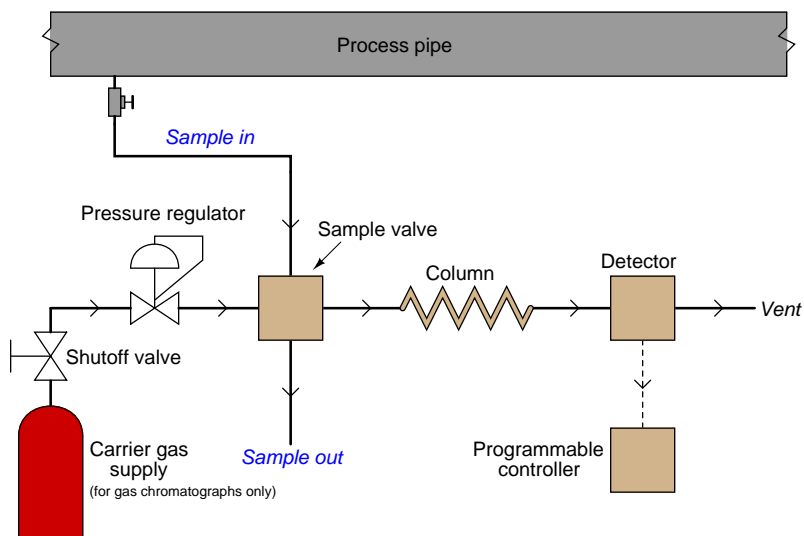 Process pipe
Sample in
Pressure regulator
Sample valve
Column
Detector
Vent
Shutoff valve
Carrier gas
supply
(for gas chromatographs only)
Sample out
Programmable
controller